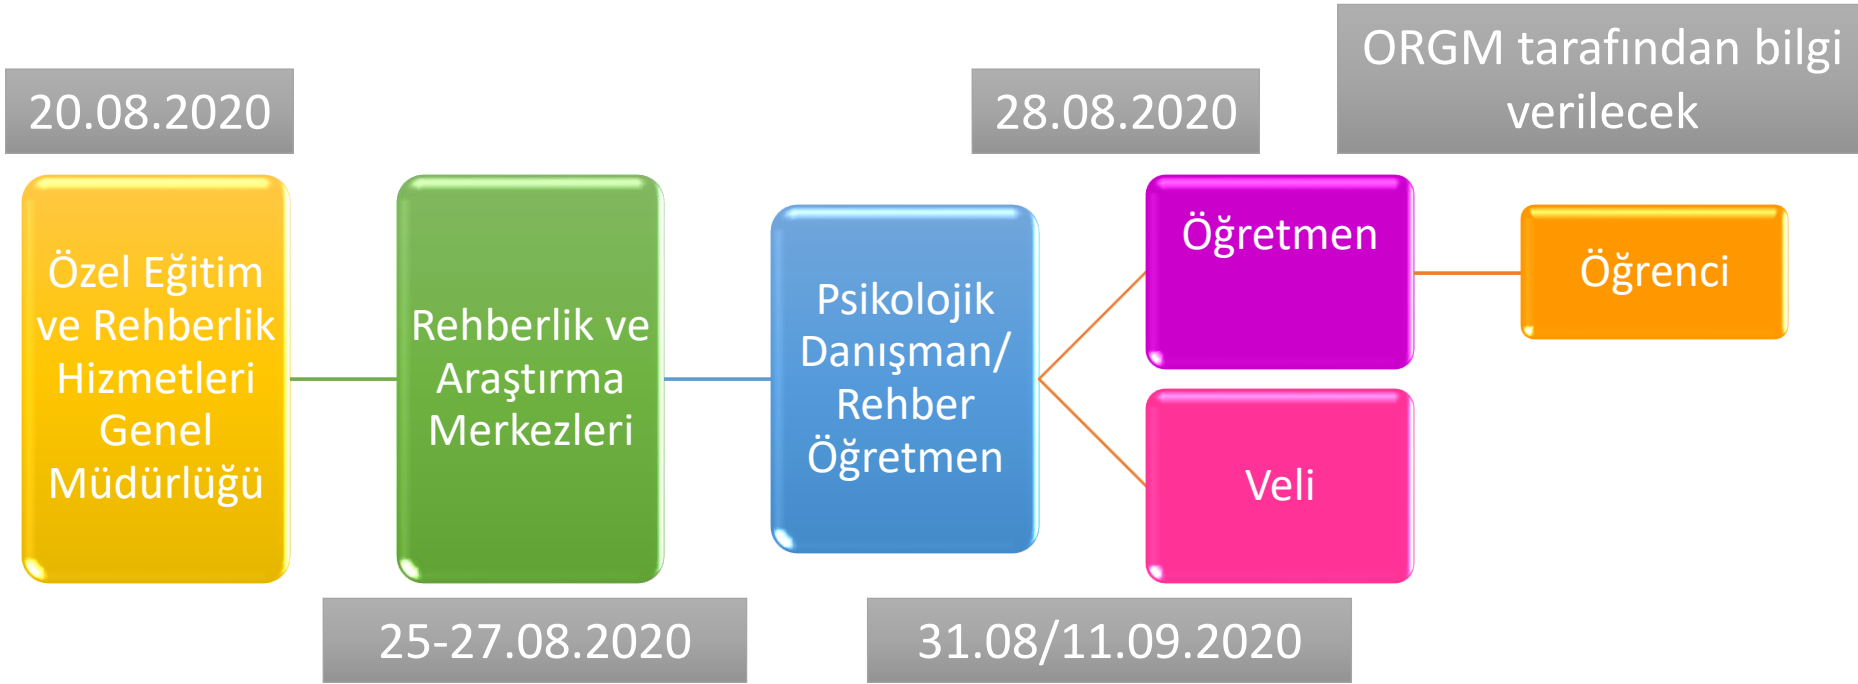 20.08.2020
28.08.2020
ORGM tarafından bilgi
verilecek
Özel Eğitim
ve Rehberlik
Hizmetleri
Genel
Müdürlüğü
Rehberlik ve
Araştırma
Merkezleri
Psikolojik
Danışman/
Rehber
Öğretmen
Öğretmen
Öğrenci
Veli
25-27.08.2020
31.08/11.09.2020